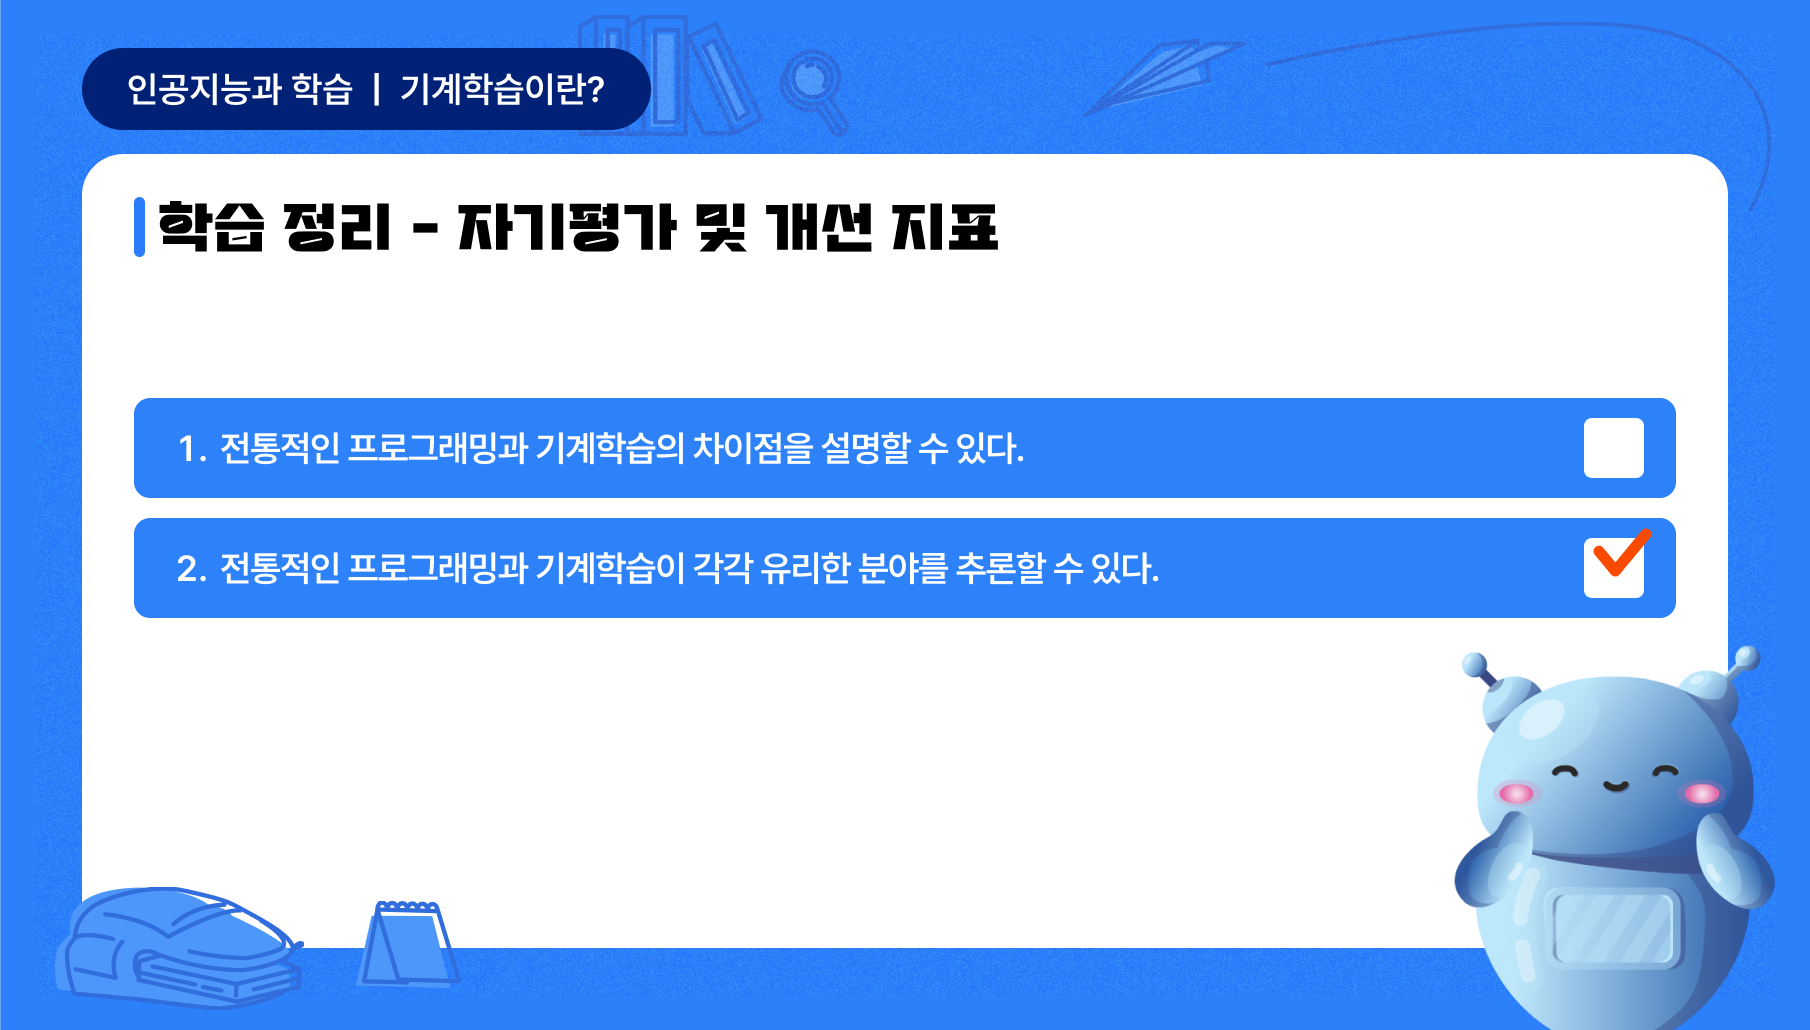 인공지능과 학습 | 기계학습이란?
학습 정리 - 자기평가 및 개선 지표
1. 전통적인 프로그래밍과 기계학습의 차이점을 설명할 수 있다.
2. 전통적인 프로그래밍과 기계학습이 각각 유리한 분야를 추론할 수 있다.